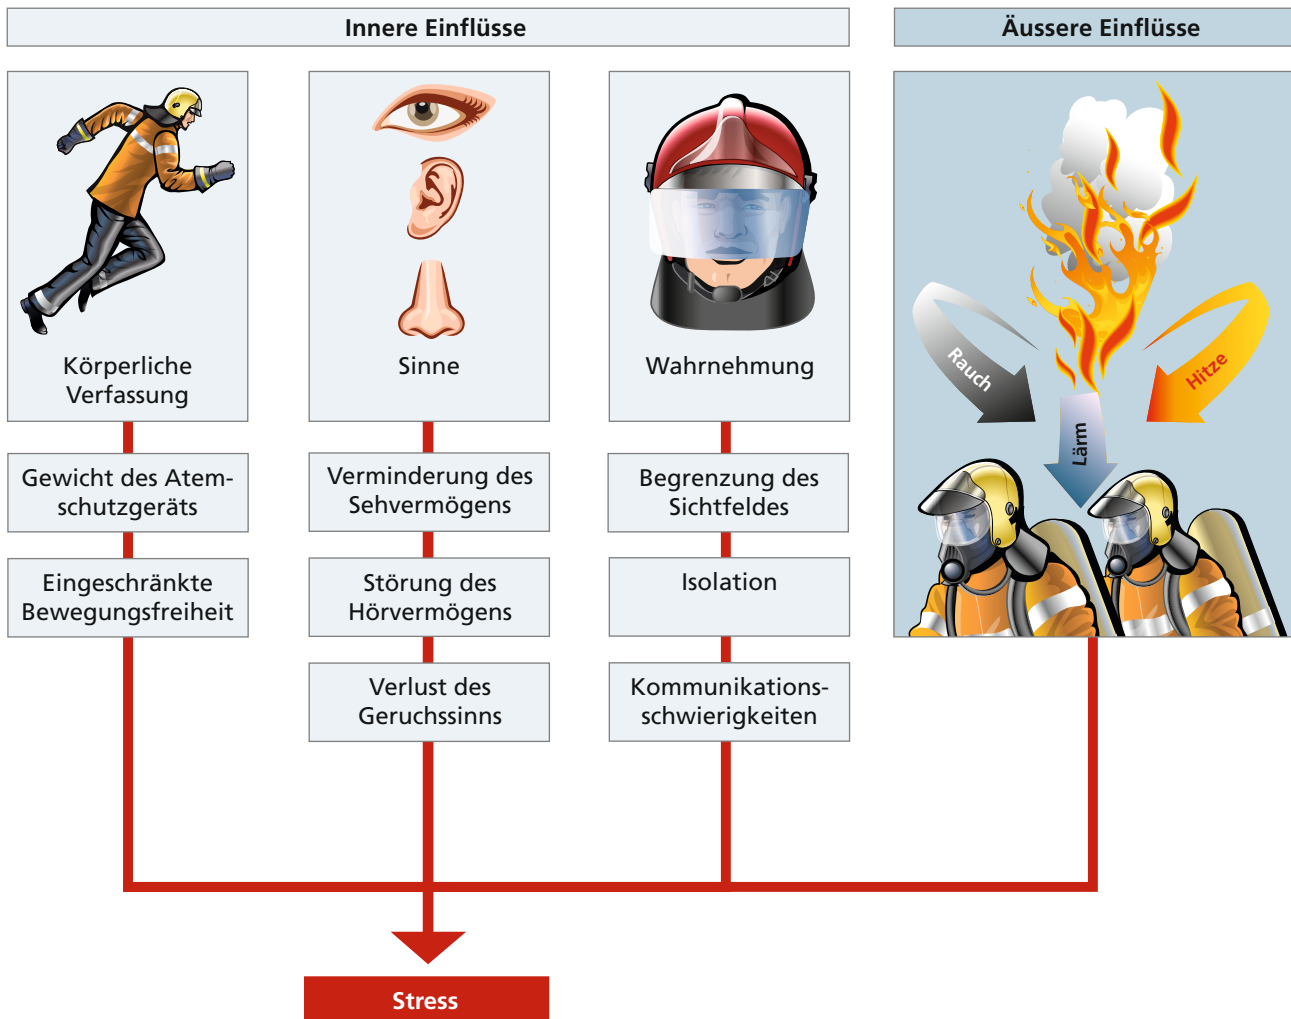 Innere Einflüsse
Äussere Einflüsse
Körperliche
Verfassung
Sinne
Wahrnehmung
Rauch
Hitze
Lärm
Gewicht des Atem-
schutzgeräts
Verminderung des
Sehvermögens
Begrenzung des
Sichtfeldes
Eingeschränkte
Bewegungsfreiheit
Störung des
Hörvermögens
Isolation
Verlust des
Geruchssinns
Kommunikations-
schwierigkeiten
Stress